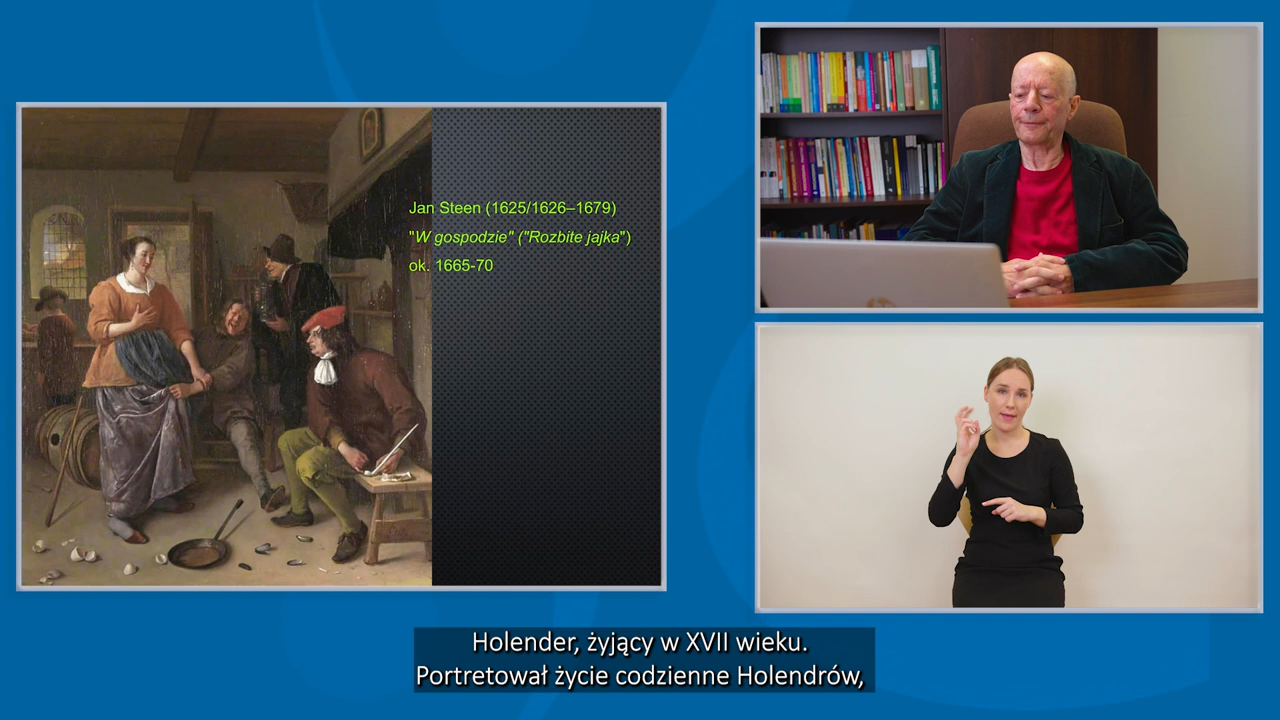 Jan Steen (1625/1626–1679)
"W gospodzie" ("Rozbite jajka")
ok. 1665-70
Holender, żyjący w XVII wieku.
Portretował życie codzienne Holendrów,